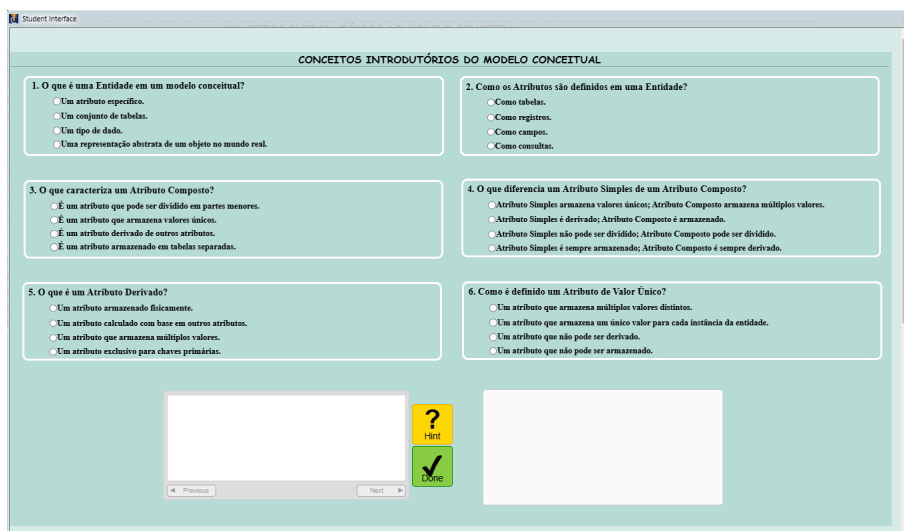 Student Interface
CONCEITOS INTRODUTÓRIOS DO MODELO CONCEITUAL
1. O que é uma Entidade em um modelo conceitual?
Um atributo específico.
Um conjunto de tabelas.
Um tipo de dado.
Uma representação abstrata de um objeto no mundo real.
2. Como os Atributos são definidos em uma Entidade?
Como tabelas.
Como registros.
Como campos.
Como consultas.
3. O que caracteriza um Atributo Composto?
É um atributo que pode ser dividido em partes menores.
É um atributo que armazena valores únicos.
É um atributo derivado de outros atributos.
É um atributo armazenado em tabelas separadas.
4. O que diferencia um Atributo Simples de um Atributo Composto?
Atributo Simples armazena valores únicos; Atributo Composto armazena múltiplos valores.
Atributo Simples é derivado; Atributo Composto é armazenado.
Atributo Simples não pode ser dividido; Atributo Composto pode ser dividido.
Atributo Simples é sempre armazenado; Atributo Composto é sempre derivado.
5. O que é um Atributo Derivado?
Um atributo armazenado fisicamente.
Um atributo calculado com base em outros atributos.
Um atributo que armazena múltiplos valores.
Um atributo exclusivo para chaves primárias.
6. Como é definido um Atributo de Valor Único?
Um atributo que armazena múltiplos valores distintos.
Um atributo que armazena um único valor para cada instância da entidade.
Um atributo que não pode ser derivado.
Um atributo que não pode ser armazenado.
?
Hint
Done
Previous
Next